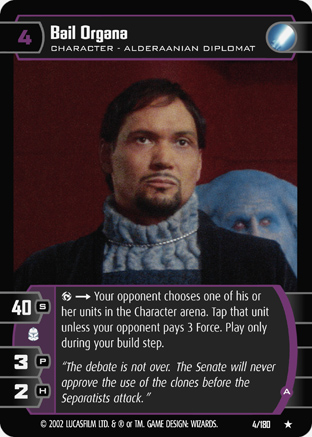 4
Bail Organa
CHARACTER - ALDERAANIAN DIPLOMAT
40 S
3 P
2 H
→ Your opponent chooses one of his or
her units in the Character arena. Tap that
unit unless your opponent pays 3 Force. Play only
during your build step.
"The debate is not over. The Senate will never
approve the use of the clones before the
Separatists attack."
A
© 2002 LUCASFILM LTD. & ® or TM. GAME DESIGN: WIZARDS.
4/180 ★